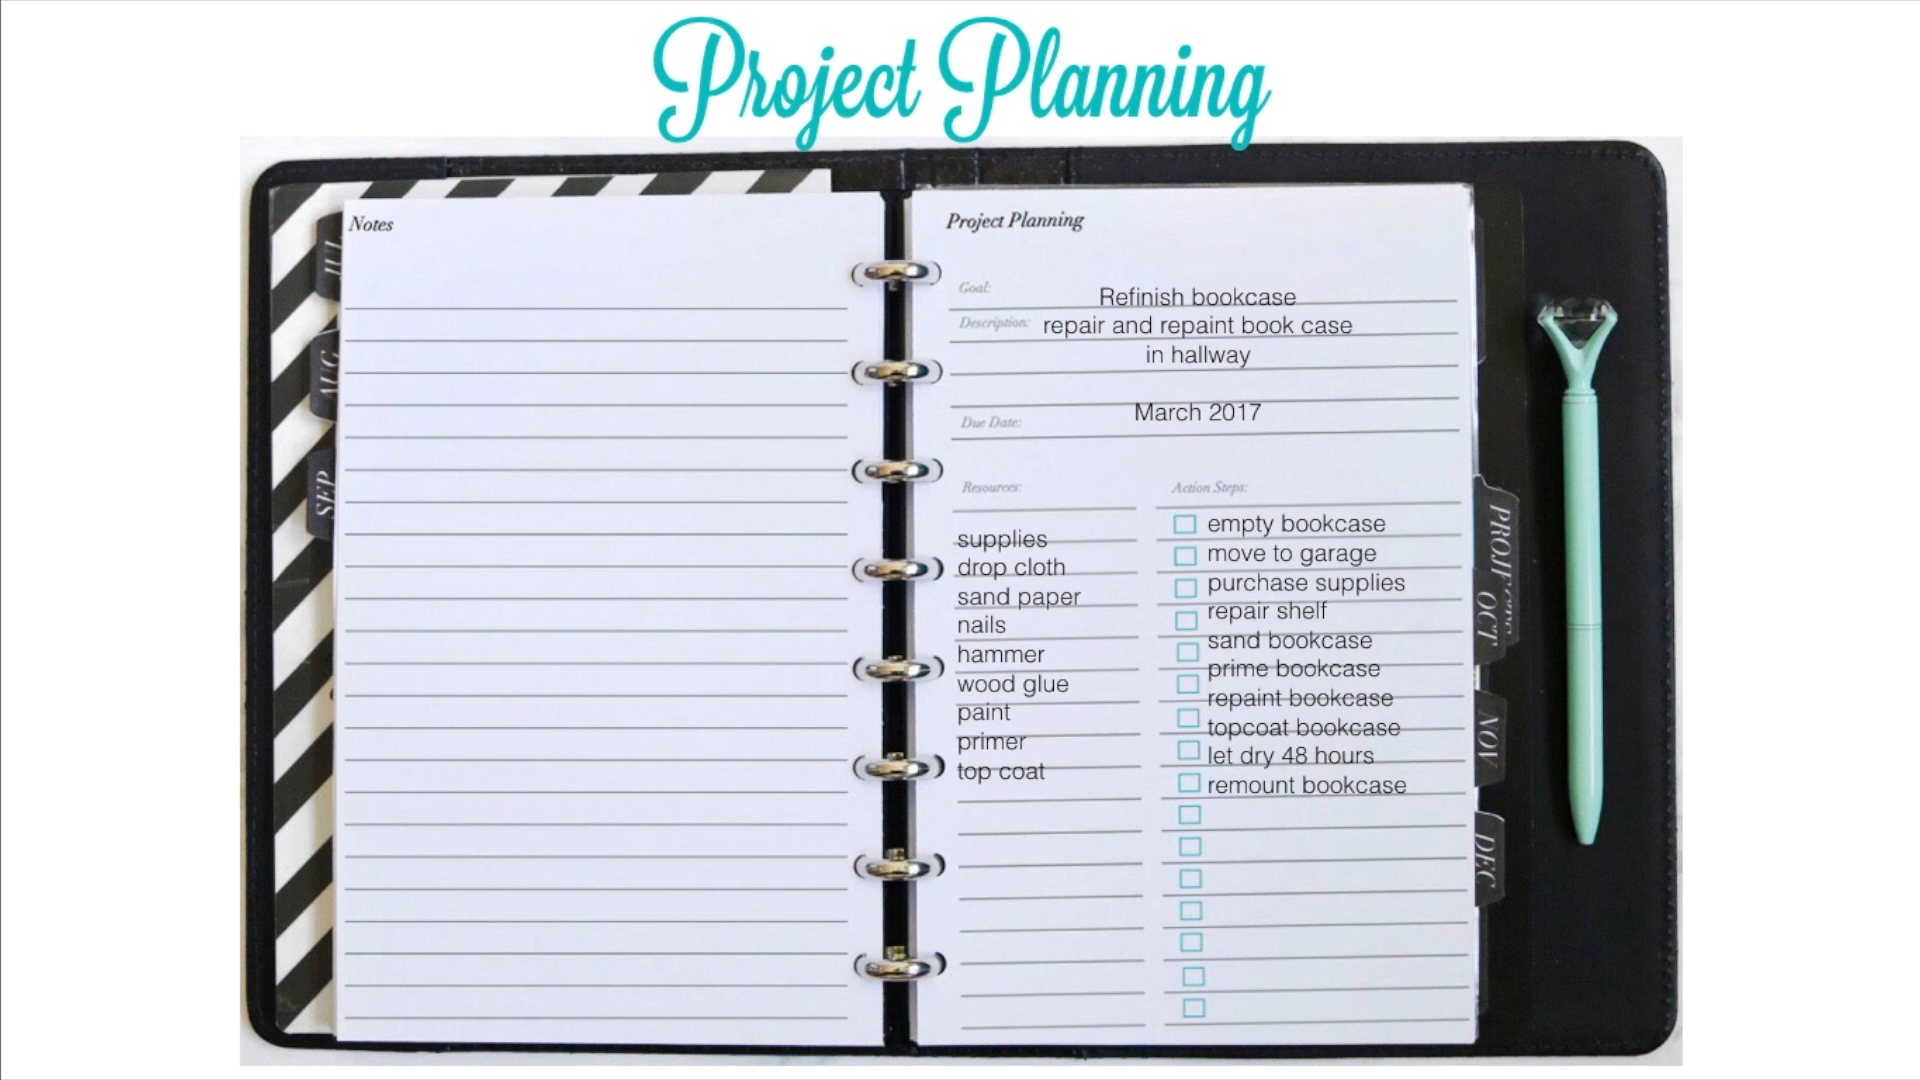 Project Planning
JUL
AUG
SEP
Notes
Project Planning
Goal:
Refinish bookcase
Description:
repair and repaint book case
in hallway
Due Date:
March 2017
Resources:
supplies
drop cloth
sand paper
nails
hammer
wood glue
paint
primer
top coat
Action Steps:
empty bookcase
move to garage
purchase supplies
repair shelf
sand bookcase
prime bookcase
repaint bookcase
topcoat bookcase
let dry 48 hours
remount bookcase
OCT
NOV
DEC